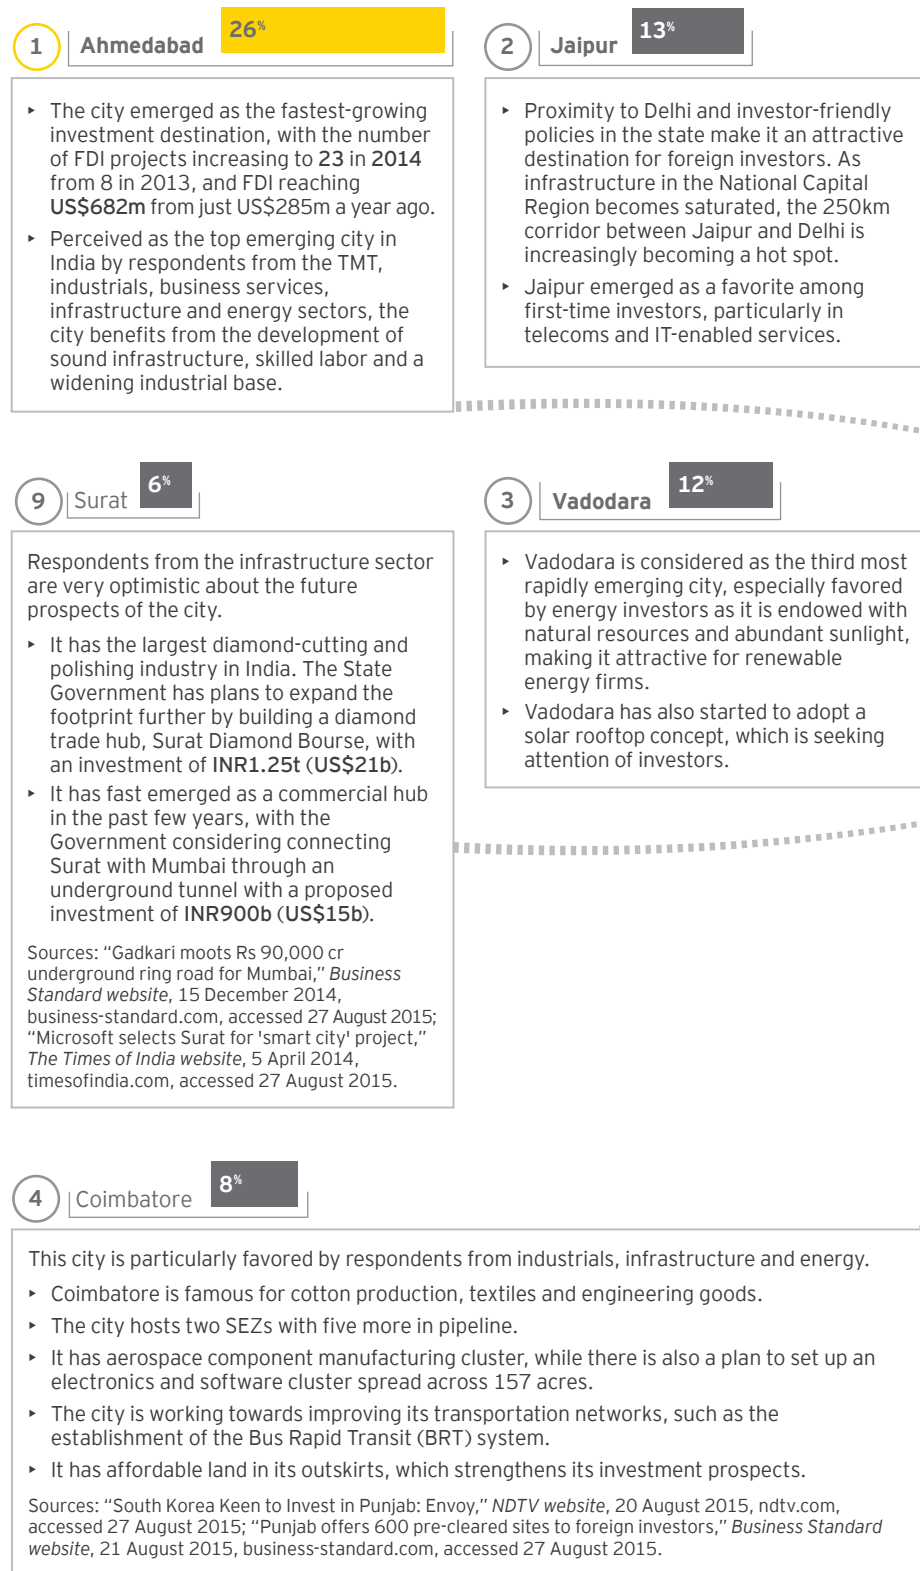 1 Ahmedabad 26%
▸ The city emerged as the fastest-growing
investment destination, with the number
of FDI projects increasing to 23 in 2014
from 8 in 2013, and FDI reaching
US$682m from just US$285m a year ago.
▸ Perceived as the top emerging city in
India by respondents from the TMT,
industrials, business services,
infrastructure and energy sectors, the
city benefits from the development of
sound infrastructure, skilled labor and a
widening industrial base.
2 Jaipur 13%
▸ Proximity to Delhi and investor-friendly
policies in the state make it an attractive
destination for foreign investors. As
infrastructure in the National Capital
Region becomes saturated, the 250km
corridor between Jaipur and Delhi is
increasingly becoming a hot spot.
▸ Jaipur emerged as a favorite among
first-time investors, particularly in
telecoms and IT-enabled services.
9 Surat 6%
Respondents from the infrastructure sector
are very optimistic about the future
prospects of the city.
▸ It has the largest diamond-cutting and
polishing industry in India. The State
Government has plans to expand the
footprint further by building a diamond
trade hub, Surat Diamond Bourse, with
an investment of INR1.25t (US$21b).
▸ It has fast emerged as a commercial hub
in the past few years, with the
Government considering connecting
Surat with Mumbai through an
underground tunnel with a proposed
investment of INR900b (US$15b).
Sources: “Gadkari moots Rs 90,000 cr
underground ring road for Mumbai,” Business
Standard website, 15 December 2014,
business-standard.com, accessed 27 August 2015;
“Microsoft selects Surat for 'smart city' project,”
The Times of India website, 5 April 2014,
timesofindia.com, accessed 27 August 2015.
3 Vadodara 12%
▸ Vadodara is considered as the third most
rapidly emerging city, especially favored
by energy investors as it is endowed with
natural resources and abundant sunlight,
making it attractive for renewable
energy firms.
▸ Vadodara has also started to adopt a
solar rooftop concept, which is seeking
attention of investors.
4 Coimbatore 8%
This city is particularly favored by respondents from industrials, infrastructure and energy.
▸ Coimbatore is famous for cotton production, textiles and engineering goods.
▸ The city hosts two SEZs with five more in pipeline.
▸ It has aerospace component manufacturing cluster, while there is also a plan to set up an
electronics and software cluster spread across 157 acres.
▸ The city is working towards improving its transportation networks, such as the
establishment of the Bus Rapid Transit (BRT) system.
▸ It has affordable land in its outskirts, which strengthens its investment prospects.
Sources: “South Korea Keen to Invest in Punjab: Envoy,” NDTV website, 20 August 2015, ndtv.com,
accessed 27 August 2015; “Punjab offers 600 pre-cleared sites to foreign investors,” Business Standard
website, 21 August 2015, business-standard.com, accessed 27 August 2015.